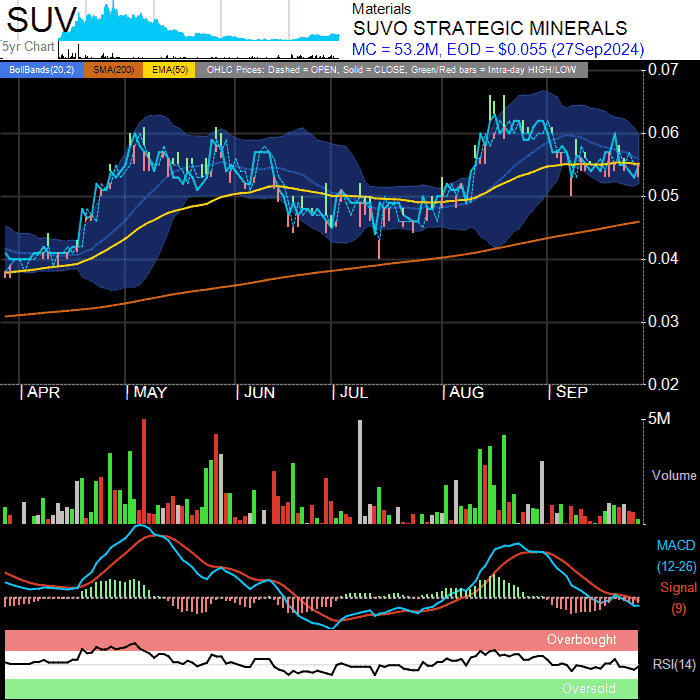 SUV
5yr Chart
Materials
SUVO STRATEGIC MINERALS
MC = 53.2M, EOD = $0.055 (27Sep2024)
BollBands(20,2) SMA(200) EMA(50) OHLC Prices: Dashed = OPEN, Solid = CLOSE, Green/Red bars = Intra-day HIGH/LOW
0.07
0.06
0.05
0.04
0.03
0.02
| APR | MAY | JUN | JUL | AUG | SEP
5M
Volume
MACD
(12-26)
Signal
(9)
Overbought
RSI(14)
Oversold